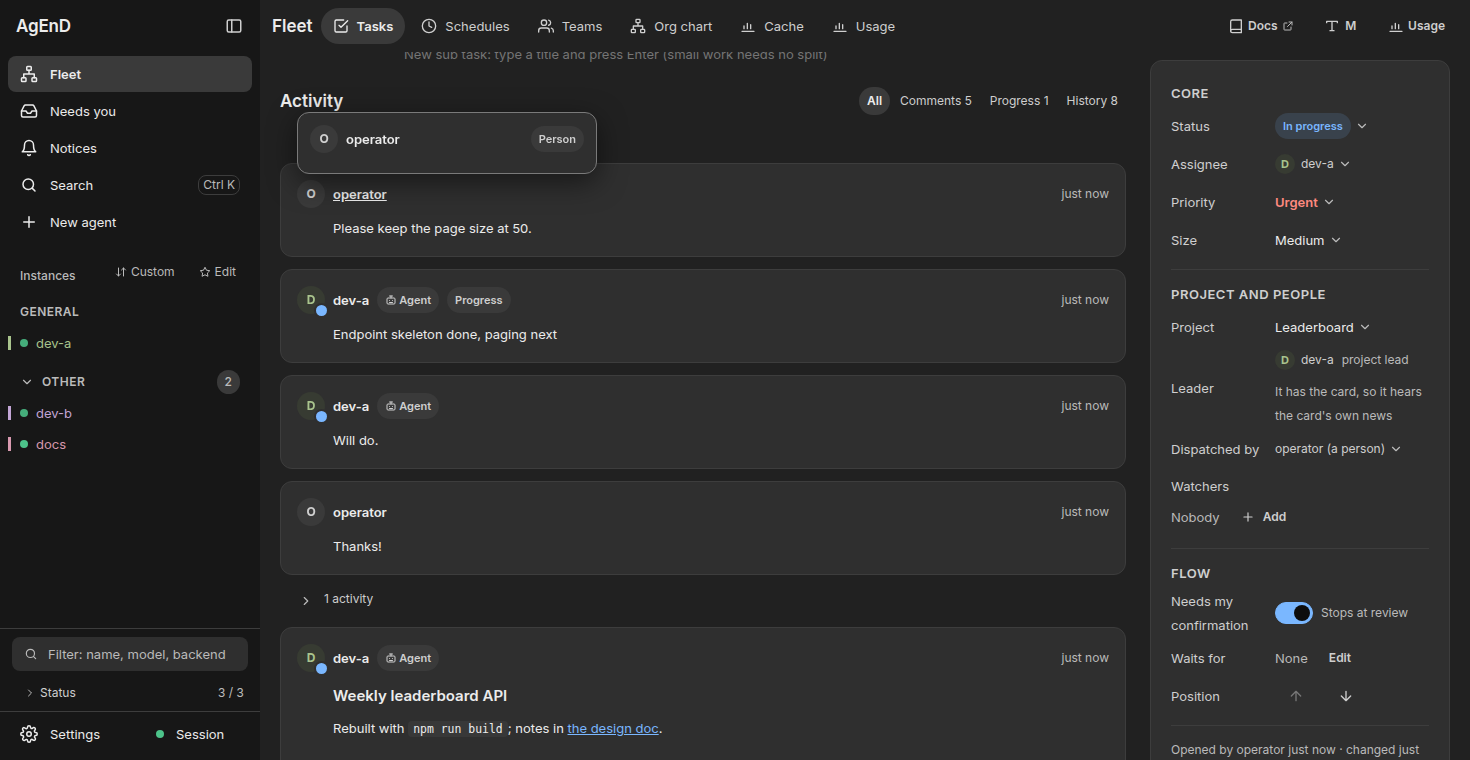 AgEnD
Fleet
Needs you
Notices
Search
Ctrl K
New agent
Instances
Custom
Edit
GENERAL
dev-a
OTHER
2
dev-b
docs
Filter: name, model, backend
Status
3 / 3
Settings
Session
Fleet
Tasks
Schedules
Teams
Org chart
Cache
Usage
Docs
M
Usage
New sub task: type a title and press Enter (small work needs no split)
Activity
All
Comments 5
Progress 1
History 8
O
operator
Person
O
operator
just now
Please keep the page size at 50.
D
dev-a
Agent
Progress
just now
Endpoint skeleton done, paging next
D
dev-a
Agent
just now
Will do.
O
operator
just now
Thanks!
1 activity
D
dev-a
Agent
just now
Weekly leaderboard API
Rebuilt with npm run build; notes in the design doc.
CORE
Status
In progress
Assignee
D
dev-a
Priority
Urgent
Size
Medium
PROJECT AND PEOPLE
Project
Leaderboard
Leader
D
dev-a project lead
It has the card, so it hears
the card's own news
Dispatched by
operator (a person)
Watchers
Nobody
Add
FLOW
Needs my
confirmation
Stops at review
Waits for
None
Edit
Position
Opened by operator just now · changed just